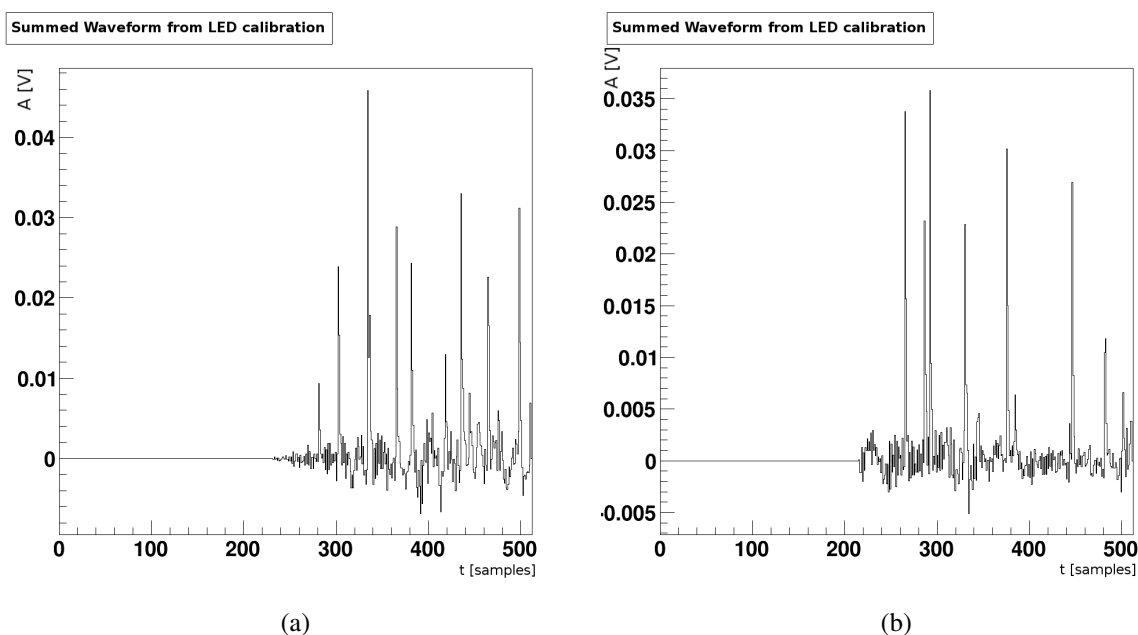 Summed Waveform from LED calibration
A [V]
0.04
0.03
0.02
0.01
0
0 100 200 300 400 500
t [samples]
(a)
Summed Waveform from LED calibration
A [V]
0.035
0.03
0.025
0.02
0.015
0.01
0.005
0
-0.005
0 100 200 300 400 500
t [samples]
(b)